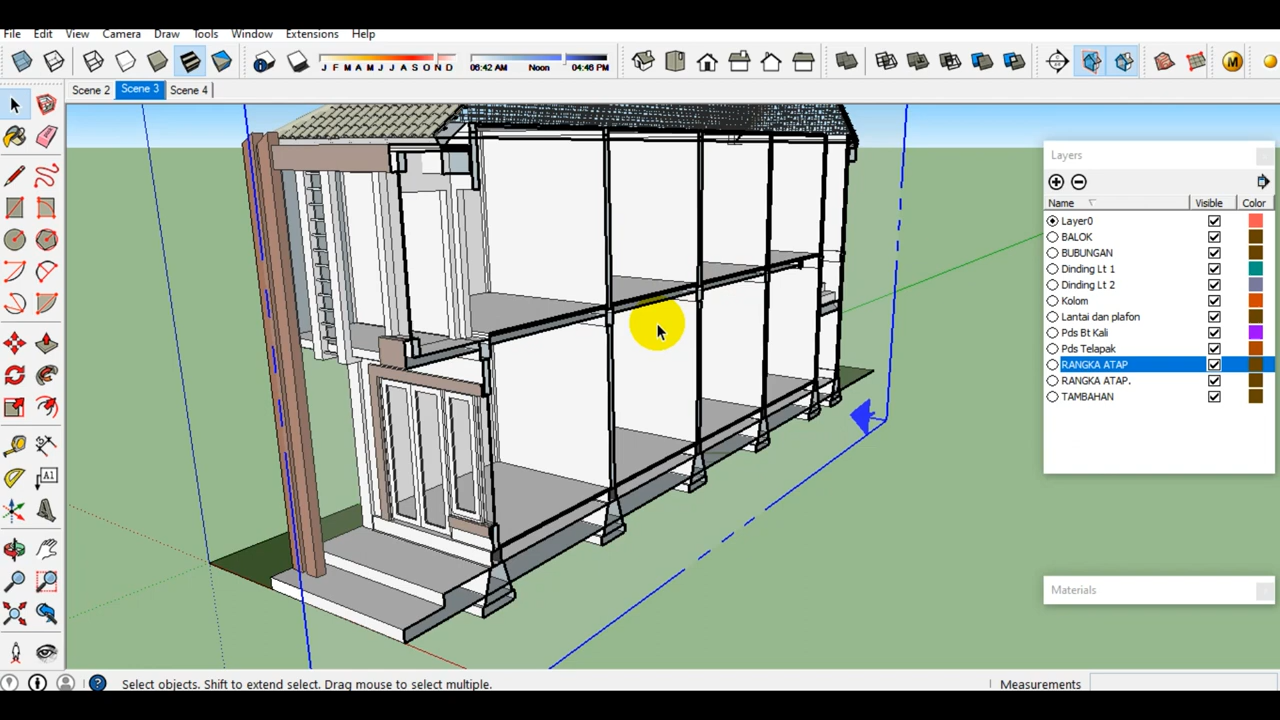 File Edit View Camera Draw Tools Window Extensions Help
J F M A M J J A S O N D 06:42 AM Noon 04:46 PM M
Scene 2 Scene 3 Scene 4
Layers
Name Visible Color
Layer0
BALOK
BUBUNGAN
Dinding Lt 1
Dinding Lt 2
Kolom
Lantai dan plafon
Pds Bt Kali
Pds Telapak
RANGKA ATAP
RANGKA ATAP.
TAMBAHAN
A1
Materials
Select objects. Shift to extend select. Drag mouse to select multiple. Measurements